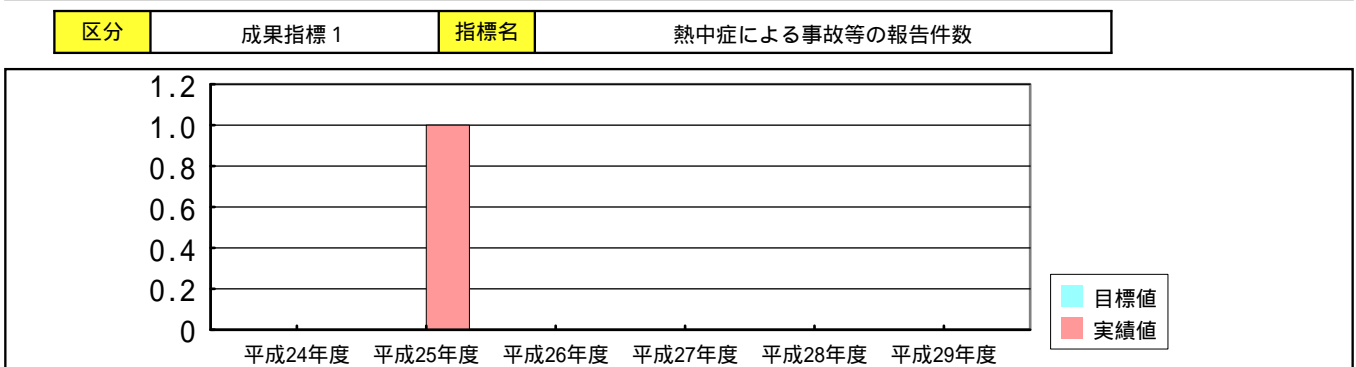 区分 成果指標1 指標名 熱中症による事故等の報告件数
1.2
1.0
0.8
0.6
0.4
0.2
0
平成24年度 平成25年度 平成26年度 平成27年度 平成28年度 平成29年度
目標値
実績値